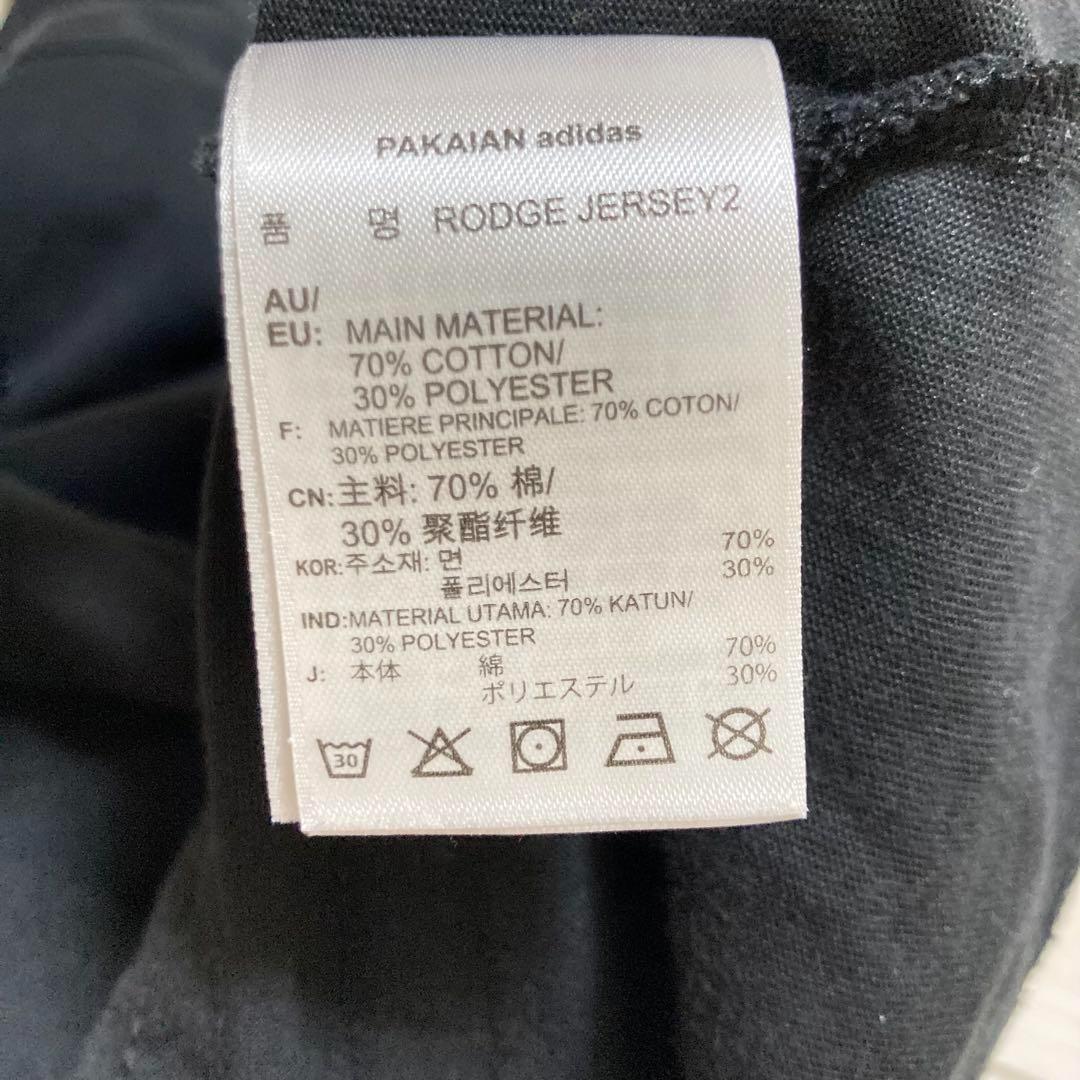 PAKAIAN adidas
품 명 RODGE JERSEY2
AU/
EU: MAIN MATERIAL:
70% COTTON/
30% POLYESTER
F: MATIERE PRINCIPALE: 70% COTON/
30% POLYESTER
CN:主料: 70% 棉/
30% 聚酯纤维
KOR:주소재: 면 70%
폴리에스터 30%
IND:MATERIAL UTAMA: 70% KATUN/
30% POLYESTER
J: 本体 綿 70%
ポリエステル 30%
30